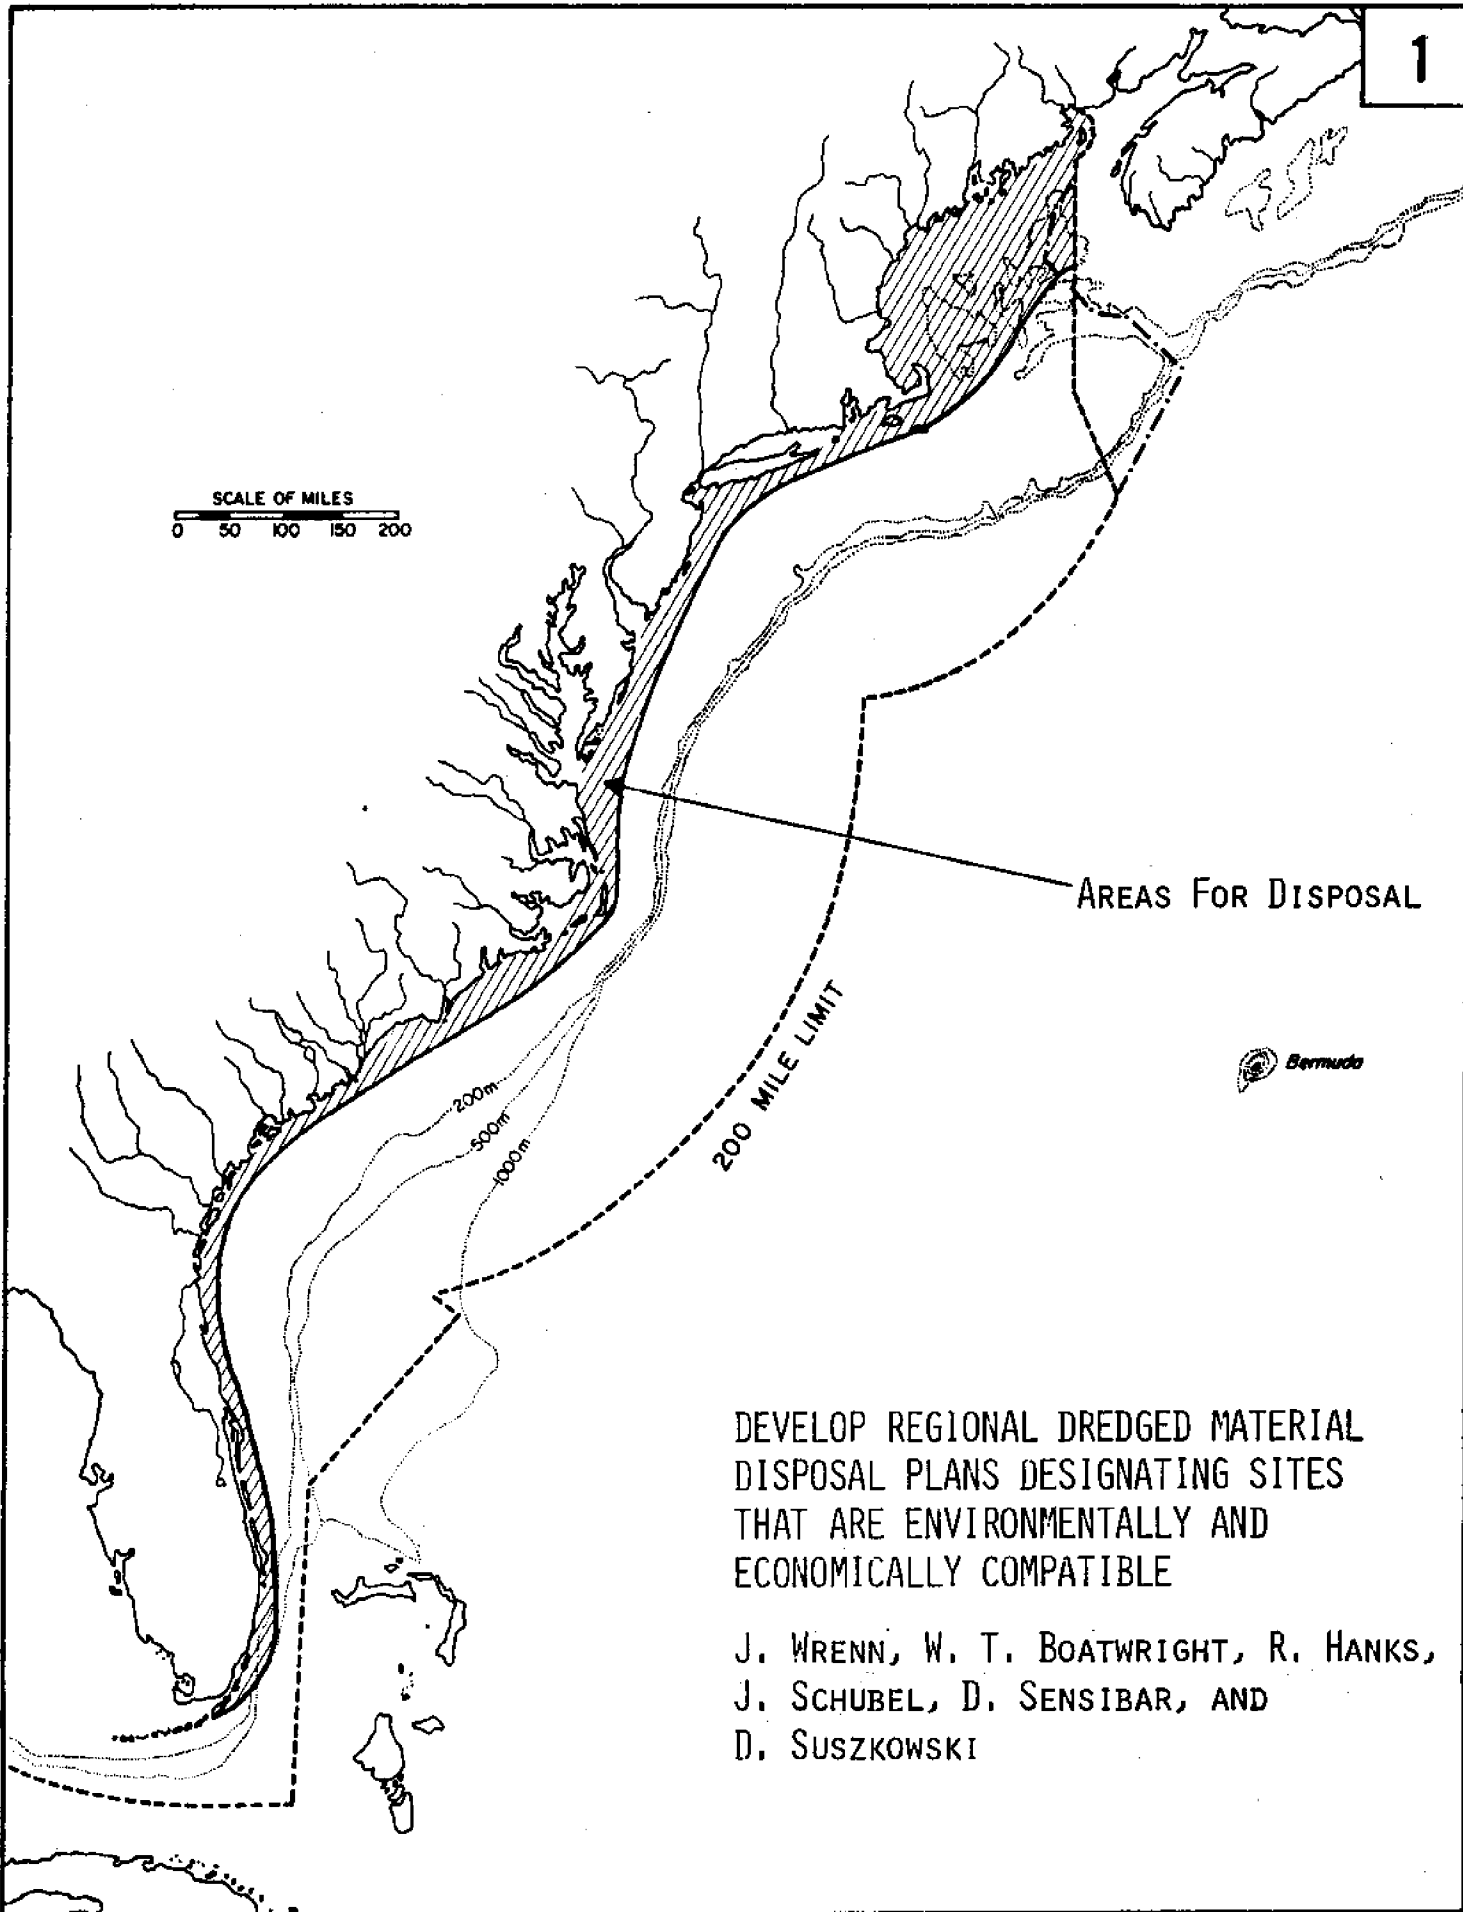 1
SCALE OF MILES
0 50 100 150 200
AREAS FOR DISPOSAL
200 MILE LIMIT
Bermuda
200m
500m
1000m
DEVELOP REGIONAL DREDGED MATERIAL
DISPOSAL PLANS DESIGNATING SITES
THAT ARE ENVIRONMENTALLY AND
ECONOMICALLY COMPATIBLE
J. WRENN, W. T. BOATWRIGHT, R. HANKS,
J. SCHUBEL, D. SENSIBAR, AND
D. SUSZKOWSKI